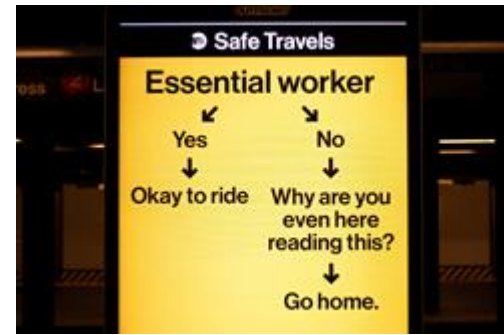 Safe Travels
Essential worker
Yes
Okay to ride
No
Why are you
even here
reading this?
Go home.